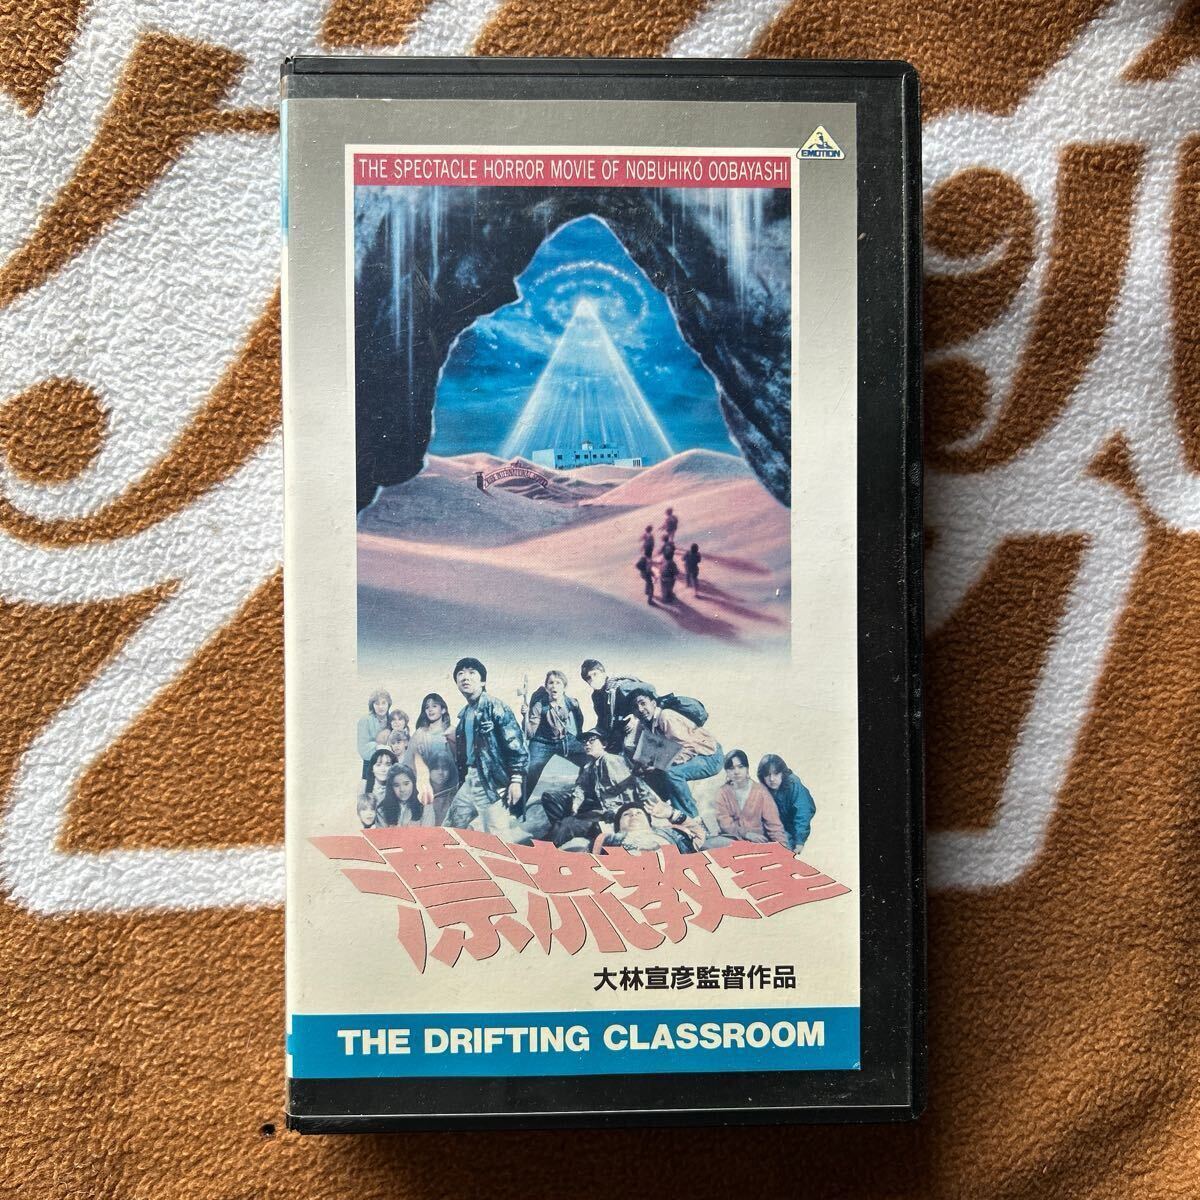 EMOTION
THE SPECTACLE HORROR MOVIE OF NOBUHIKO OOBAYASHI
漂流教室
大林宣彦監督作品
THE DRIFTING CLASSROOM